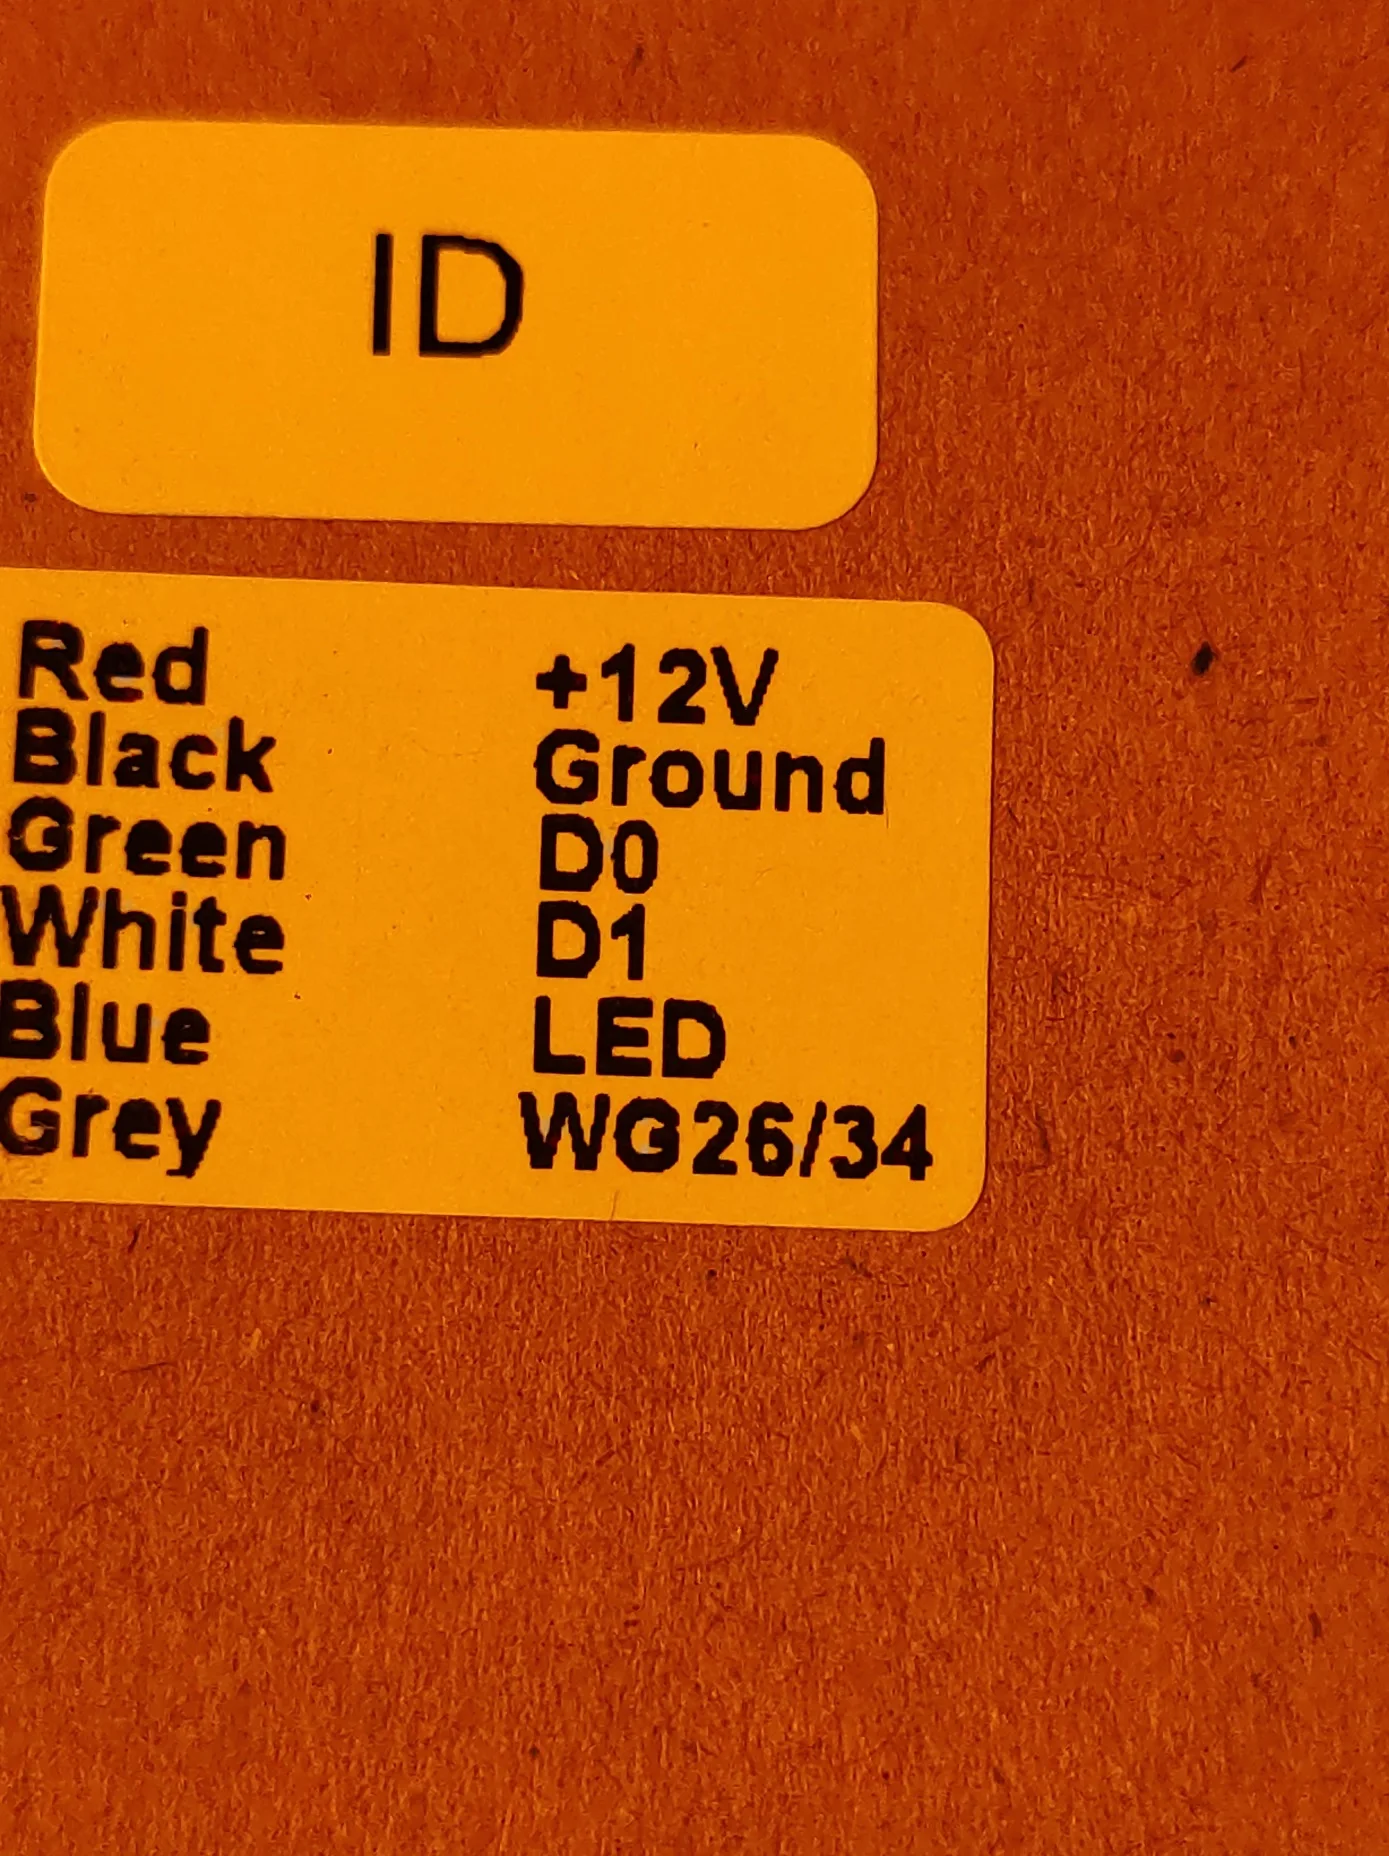 ID
Red +12V
Black Ground
Green D0
White D1
Blue LED
Grey WG26/34